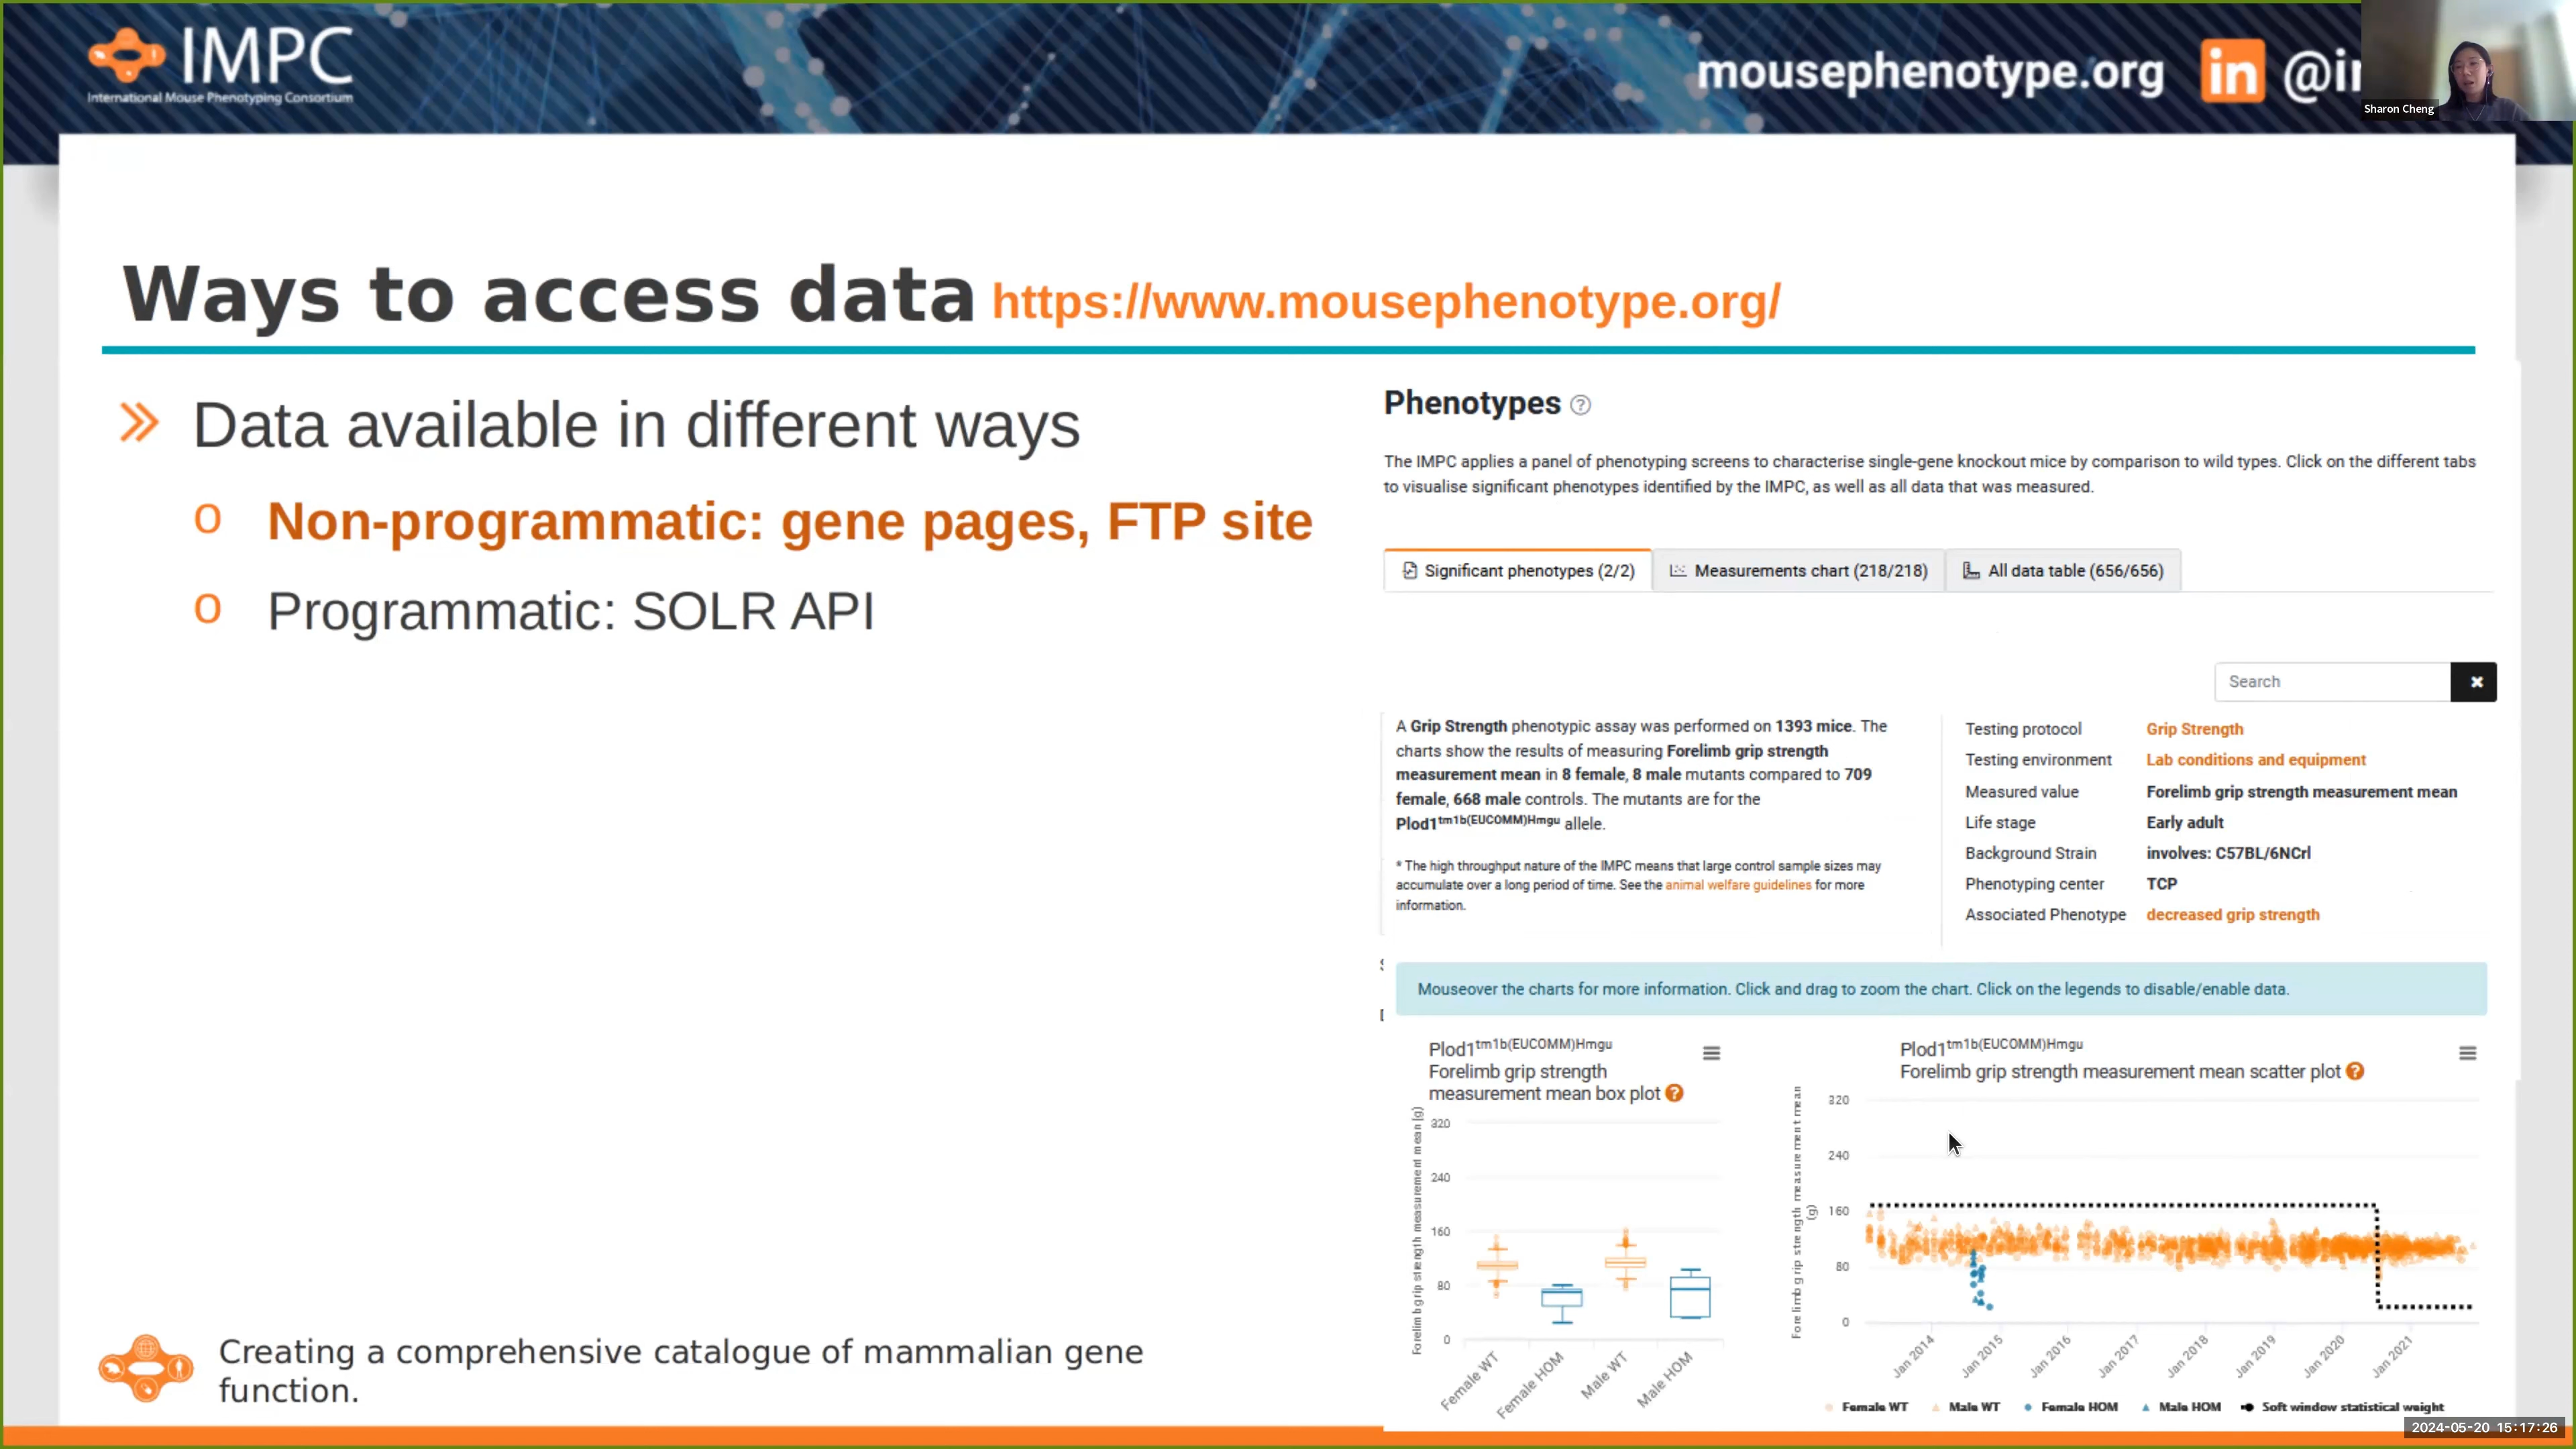 IMPC
International Mouse Phenotyping Consortium
mousephenotype.org
in
Sharon Cheng
Ways to access data https://www.mousephenotype.org/
Data available in different ways
o Non-programmatic: gene pages, FTP site
o Programmatic: SOLR API
Phenotypes ?
The IMPC applies a panel of phenotyping screens to characterise single-gene knockout mice by comparison to wild types. Click on the different tabs
to visualise significant phenotypes identified by the IMPC, as well as all data that was measured.
Significant phenotypes (2/2) Measurements chart (218/218) All data table (656/656)
Search
A Grip Strength phenotypic assay was performed on 1393 mice. The
charts show the results of measuring Forelimb grip strength
measurement mean in 8 female, 8 male mutants compared to 709
female, 668 male controls. The mutants are for the
Plod1tm1b(EUCOMM)Hmgu allele.
* The high throughput nature of the IMPC means that large control sample sizes may
accumulate over a long period of time. See the animal welfare guidelines for more
information.
Testing protocol Grip Strength
Testing environment Lab conditions and equipment
Measured value Forelimb grip strength measurement mean
Life stage Early adult
Background Strain involves: C57BL/6NCrl
Phenotyping center TCP
Associated Phenotype decreased grip strength
Mouseover the charts for more information. Click and drag to zoom the chart. Click on the legends to disable/enable data.
Plod1tm1b(EUCOMM)Hmgu
Forelimb grip strength
measurement mean box plot ?
Forelimb grip strength measurement mean (g)
320
240
160
80
0
Female WT
Female HOM
Male WT
Male HOM
Plod1tm1b(EUCOMM)Hmgu
Forelimb grip strength measurement mean scatter plot ?
Forelimb grip strength measurement mean
(g)
320
240
160
80
0
Jan 2014
Jan 2015
Jan 2016
Jan 2017
Jan 2018
Jan 2019
Jan 2020
Jan 2021
Female WT Male WT Female HOM Male HOM Soft window statistical weight
Creating a comprehensive catalogue of mammalian gene
function.
2024-05-20 15:17:26